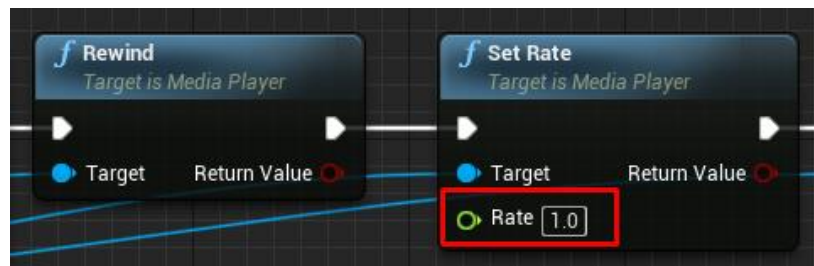 f Rewind
Target is Media Player
Target Return Value
f Set Rate
Target is Media Player
Target Return Value
Rate 1.0